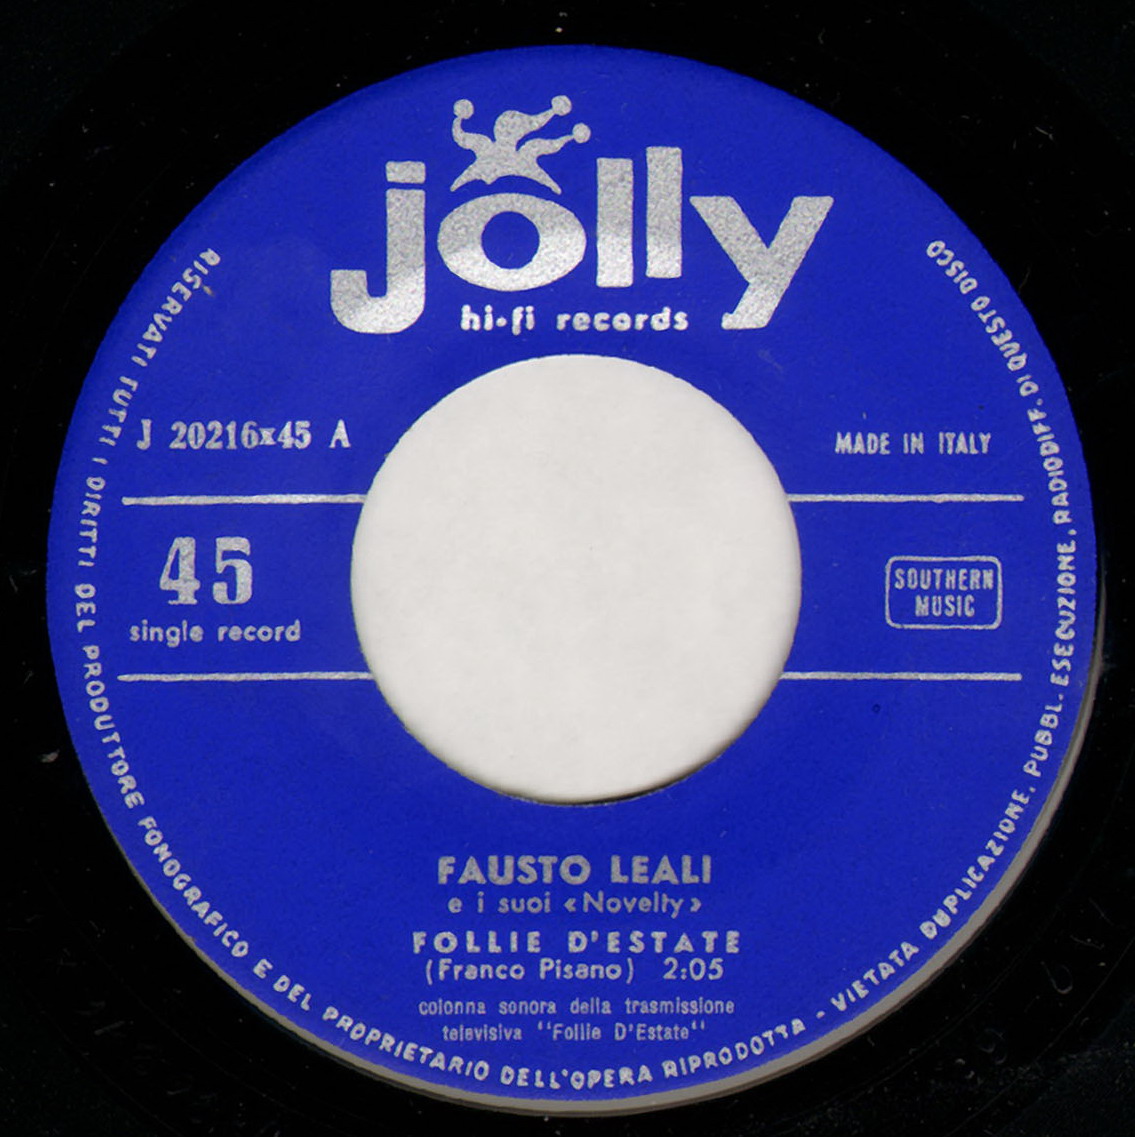 jolly
hi-fi records
J 20216x45 A
MADE IN ITALY
45
single record
SOUTHERN
MUSIC
FAUSTO LEALI
e i suoi «Novelty»
FOLLIE D'ESTATE
(Franco Pisano) 2:05
colonna sonora della trasmissione
televisiva "Follie D'Estate"
RISERVATI TUTTI I DIRITTI DEL PRODUTTORE FONOGRAFICO E DEL PROPRIETARIO DELL'OPERA RIPRODOTTA - VIETATA DUPLICAZIONE, PUBBL. ESECUZIONE, RADIODIFF. DI QUESTO DISCO